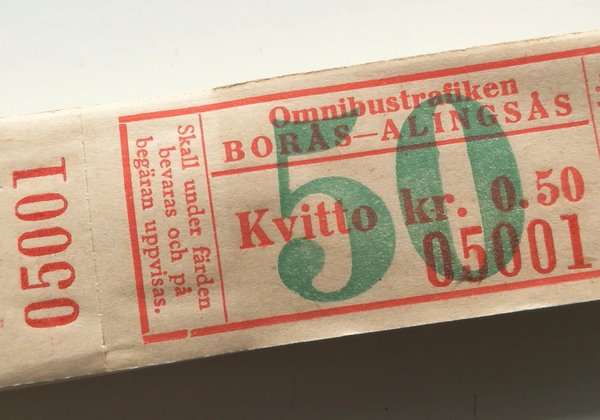 05001
Skall under färden
bevaras och på
begäran uppvisas.
Omnibustrafiken
BORÅS—ALINGSÅS
50
Kvitto kr. 0.50
05001